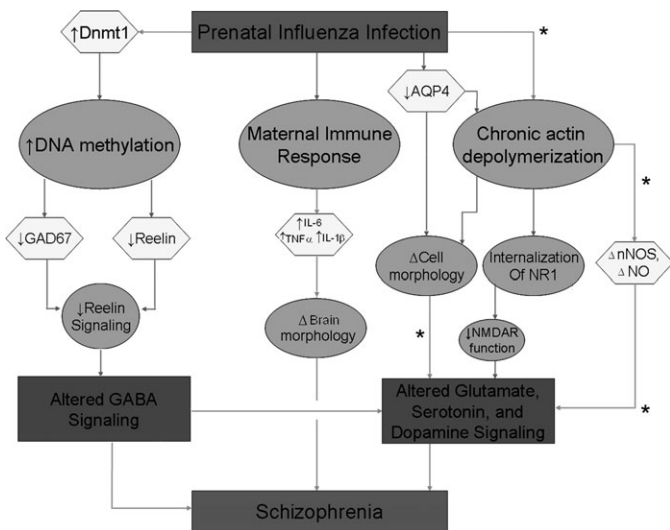 Prenatal Influenza Infection
↑Dnmt1
*
↓AQP4
↑DNA methylation
Maternal Immune
Response
Chronic actin
depolymerization
*
↓GAD67
↓Reelin
↑IL-6
↑TNFα ↑IL-1β
ΔCell
morphology
Internalization
Of NR1
Δ nNOS,
Δ NO
↓Reelin
Signaling
Δ Brain
morphology
*
↓NMDAR
function
Altered GABA
Signaling
Altered Glutamate,
Serotonin, and
Dopamine Signaling
*
Schizophrenia